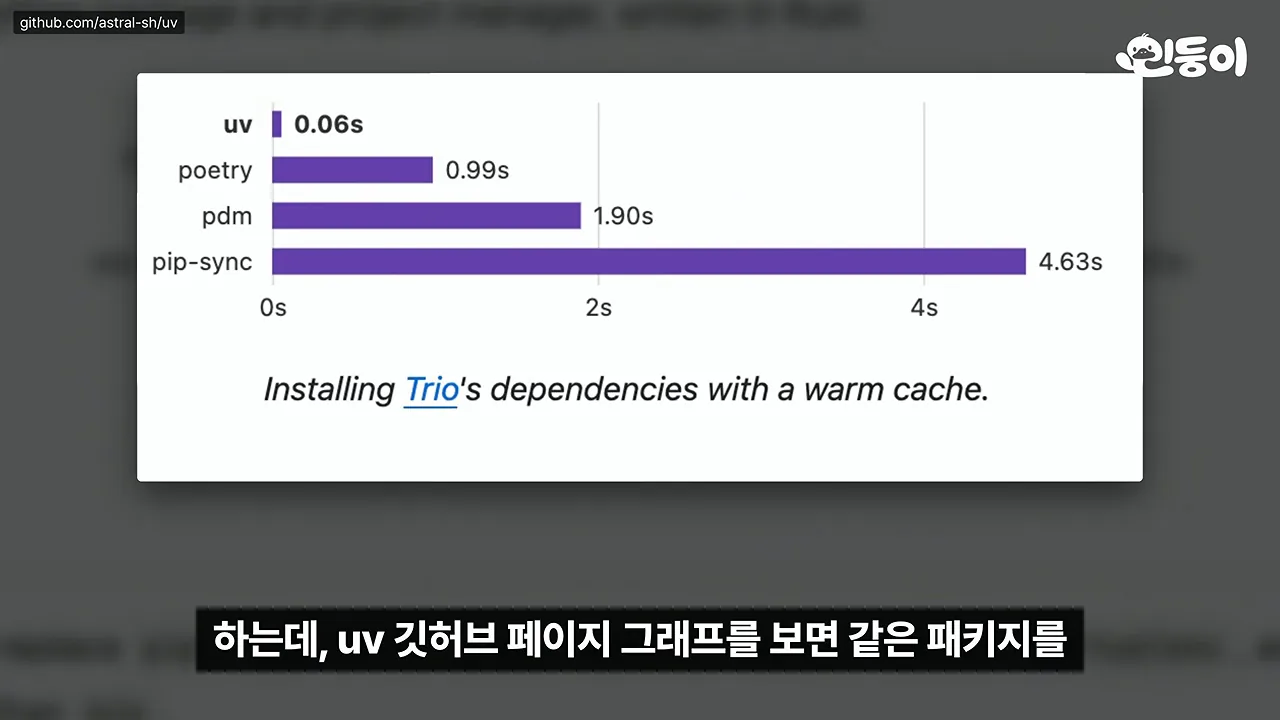 github.com/astral-sh/uv
인둥이
uv 0.06s
poetry 0.99s
pdm 1.90s
pip-sync 4.63s
0s 2s 4s
Installing Trio's dependencies with a warm cache.
하는데, uv 깃허브 페이지 그래프를 보면 같은 패키지를